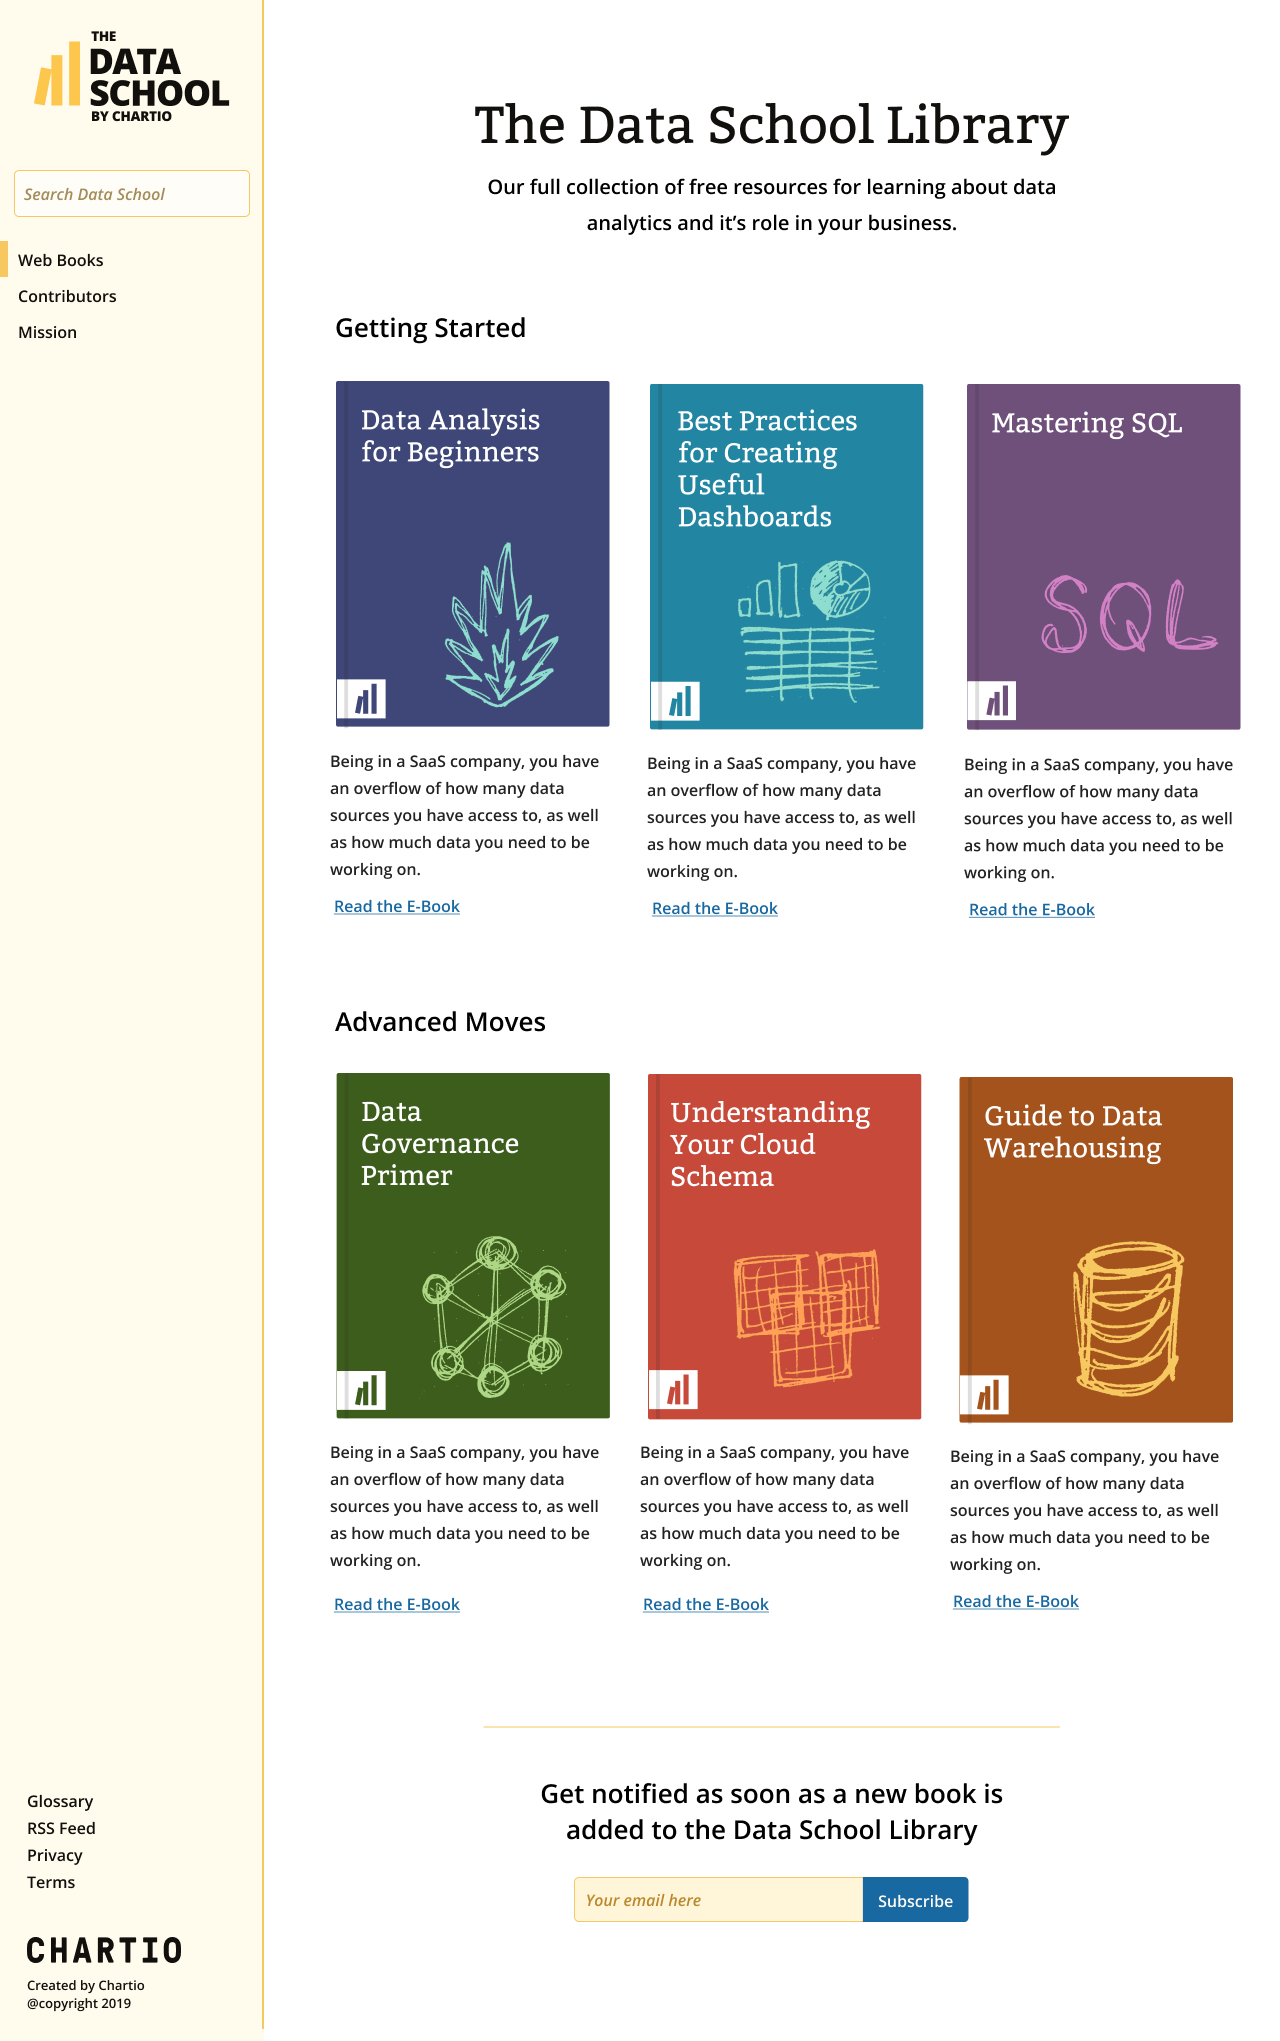 THE
DATA
SCHOOL
BY CHARTIO
Search Data School
Web Books
Contributors
Mission
The Data School Library
Our full collection of free resources for learning about data
analytics and it’s role in your business.
Getting Started
Data Analysis
for Beginners
Being in a SaaS company, you have
an overflow of how many data
sources you have access to, as well
as how much data you need to be
working on.
Read the E-Book
Best Practices
for Creating
Useful
Dashboards
Being in a SaaS company, you have
an overflow of how many data
sources you have access to, as well
as how much data you need to be
working on.
Read the E-Book
Mastering SQL
SQL
Being in a SaaS company, you have
an overflow of how many data
sources you have access to, as well
as how much data you need to be
working on.
Read the E-Book
Advanced Moves
Data
Governance
Primer
Being in a SaaS company, you have
an overflow of how many data
sources you have access to, as well
as how much data you need to be
working on.
Read the E-Book
Understanding
Your Cloud
Schema
Being in a SaaS company, you have
an overflow of how many data
sources you have access to, as well
as how much data you need to be
working on.
Read the E-Book
Guide to Data
Warehousing
Being in a SaaS company, you have
an overflow of how many data
sources you have access to, as well
as how much data you need to be
working on.
Read the E-Book
Get notified as soon as a new book is
added to the Data School Library
Your email here
Subscribe
Glossary
RSS Feed
Privacy
Terms
CHARTIO
Created by Chartio
@copyright 2019